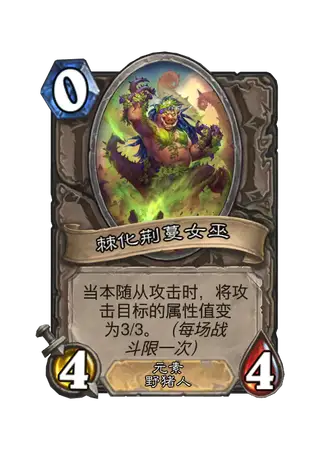 0
棘化荆蔓女巫
当本随从攻击时，将攻
击目标的属性值变
为3/3。（每场战
斗限一次）
4
元素
野猪人
4